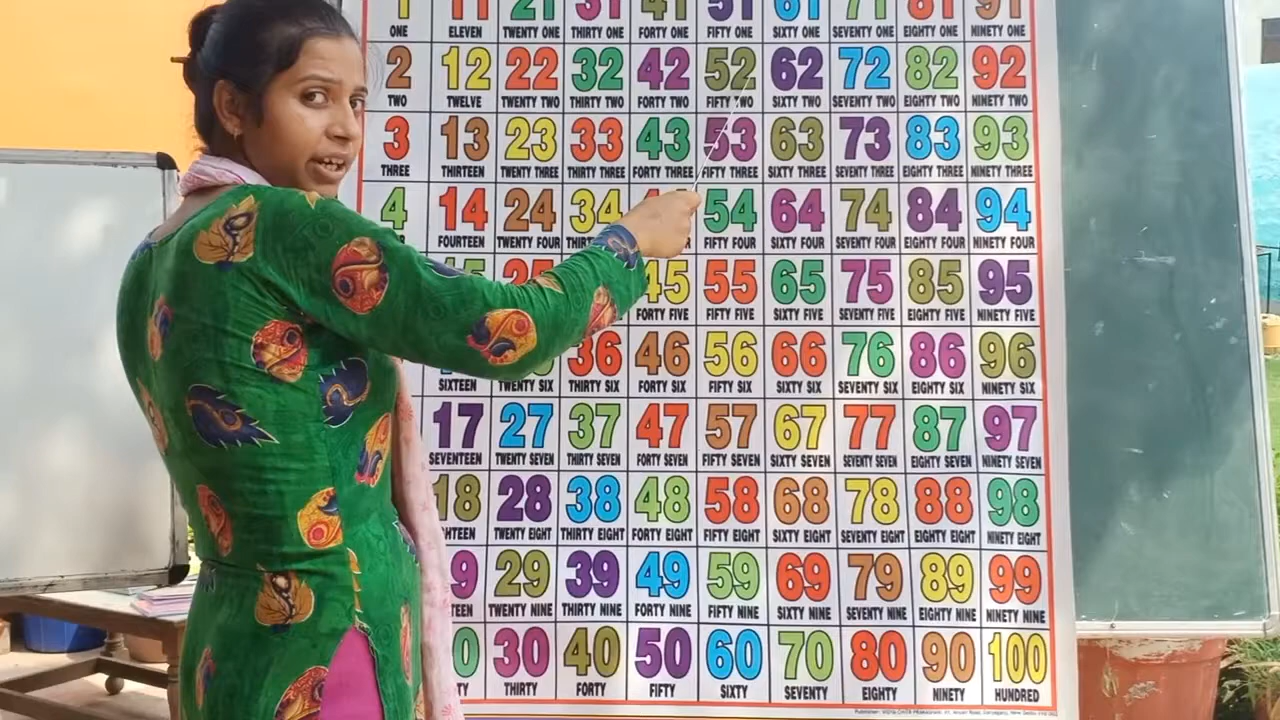 1 11 21 31 41 51 61 71 81 91
ONE ELEVEN TWENTY ONE THIRTY ONE FORTY ONE FIFTY ONE SIXTY ONE SEVENTY ONE EIGHTY ONE NINETY ONE
2 12 22 32 42 52 62 72 82 92
TWO TWELVE TWENTY TWO THIRTY TWO FORTY TWO FIFTY TWO SIXTY TWO SEVENTY TWO EIGHTY TWO NINETY TWO
3 13 23 33 43 53 63 73 83 93
THREE THIRTEEN TWENTY THREE THIRTY THREE FORTY THREE FIFTY THREE SIXTY THREE SEVENTY THREE EIGHTY THREE NINETY THREE
4 14 24 34 54 64 74 84 94
FOURTEEN TWENTY FOUR FIFTY FOUR SIXTY FOUR SEVENTY FOUR EIGHTY FOUR NINETY FOUR
45 55 65 75 85 95
FORTY FIVE FIFTY FIVE SIXTY FIVE SEVENTY FIVE EIGHTY FIVE NINETY FIVE
36 46 56 66 76 86 96
SIXTEEN TWENTY SIX THIRTY SIX FORTY SIX FIFTY SIX SIXTY SIX SEVENTY SIX EIGHTY SIX NINETY SIX
17 27 37 47 57 67 77 87 97
SEVENTEEN TWENTY SEVEN THIRTY SEVEN FORTY SEVEN FIFTY SEVEN SIXTY SEVEN SEVENTY SEVEN EIGHTY SEVEN NINETY SEVEN
18 28 38 48 58 68 78 88 98
HTEEN TWENTY EIGHT THIRTY EIGHT FORTY EIGHT FIFTY EIGHT SIXTY EIGHT SEVENTY EIGHT EIGHTY EIGHT NINETY EIGHT
9 29 39 49 59 69 79 89 99
TEEN TWENTY NINE THIRTY NINE FORTY NINE FIFTY NINE SIXTY NINE SEVENTY NINE EIGHTY NINE NINETY NINE
0 30 40 50 60 70 80 90 100
TY THIRTY FORTY FIFTY SIXTY SEVENTY EIGHTY NINETY HUNDRED